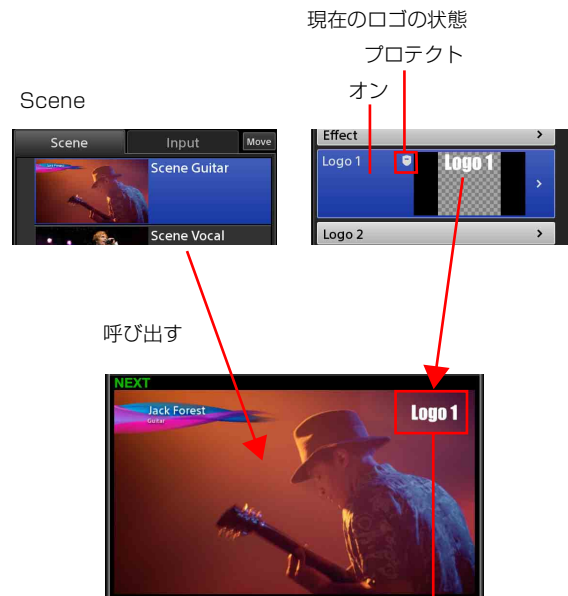 現在のロゴの状態
プロテクト
オン
Scene
Scene
Input
Move
Scene Guitar
Scene Vocal
Effect
Logo 1
Logo 1
Logo 2
呼び出す
NEXT
Jack Forest
Guitar
Logo 1